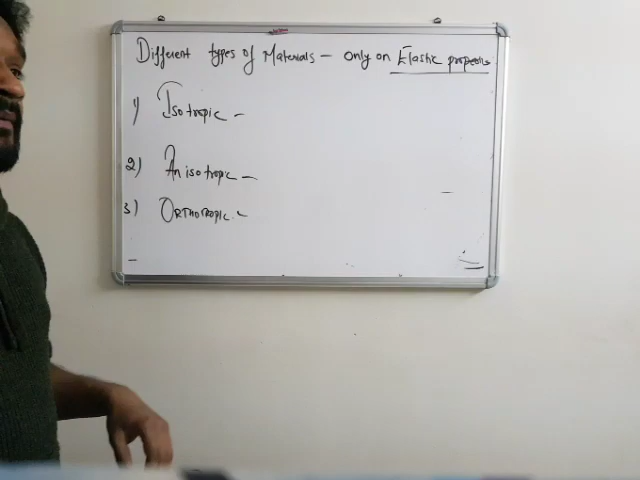 Different types of Materials - only on Elastic properties
1) Isotropic -
2) Anisotropic -
3) ORTHOTROPIC -